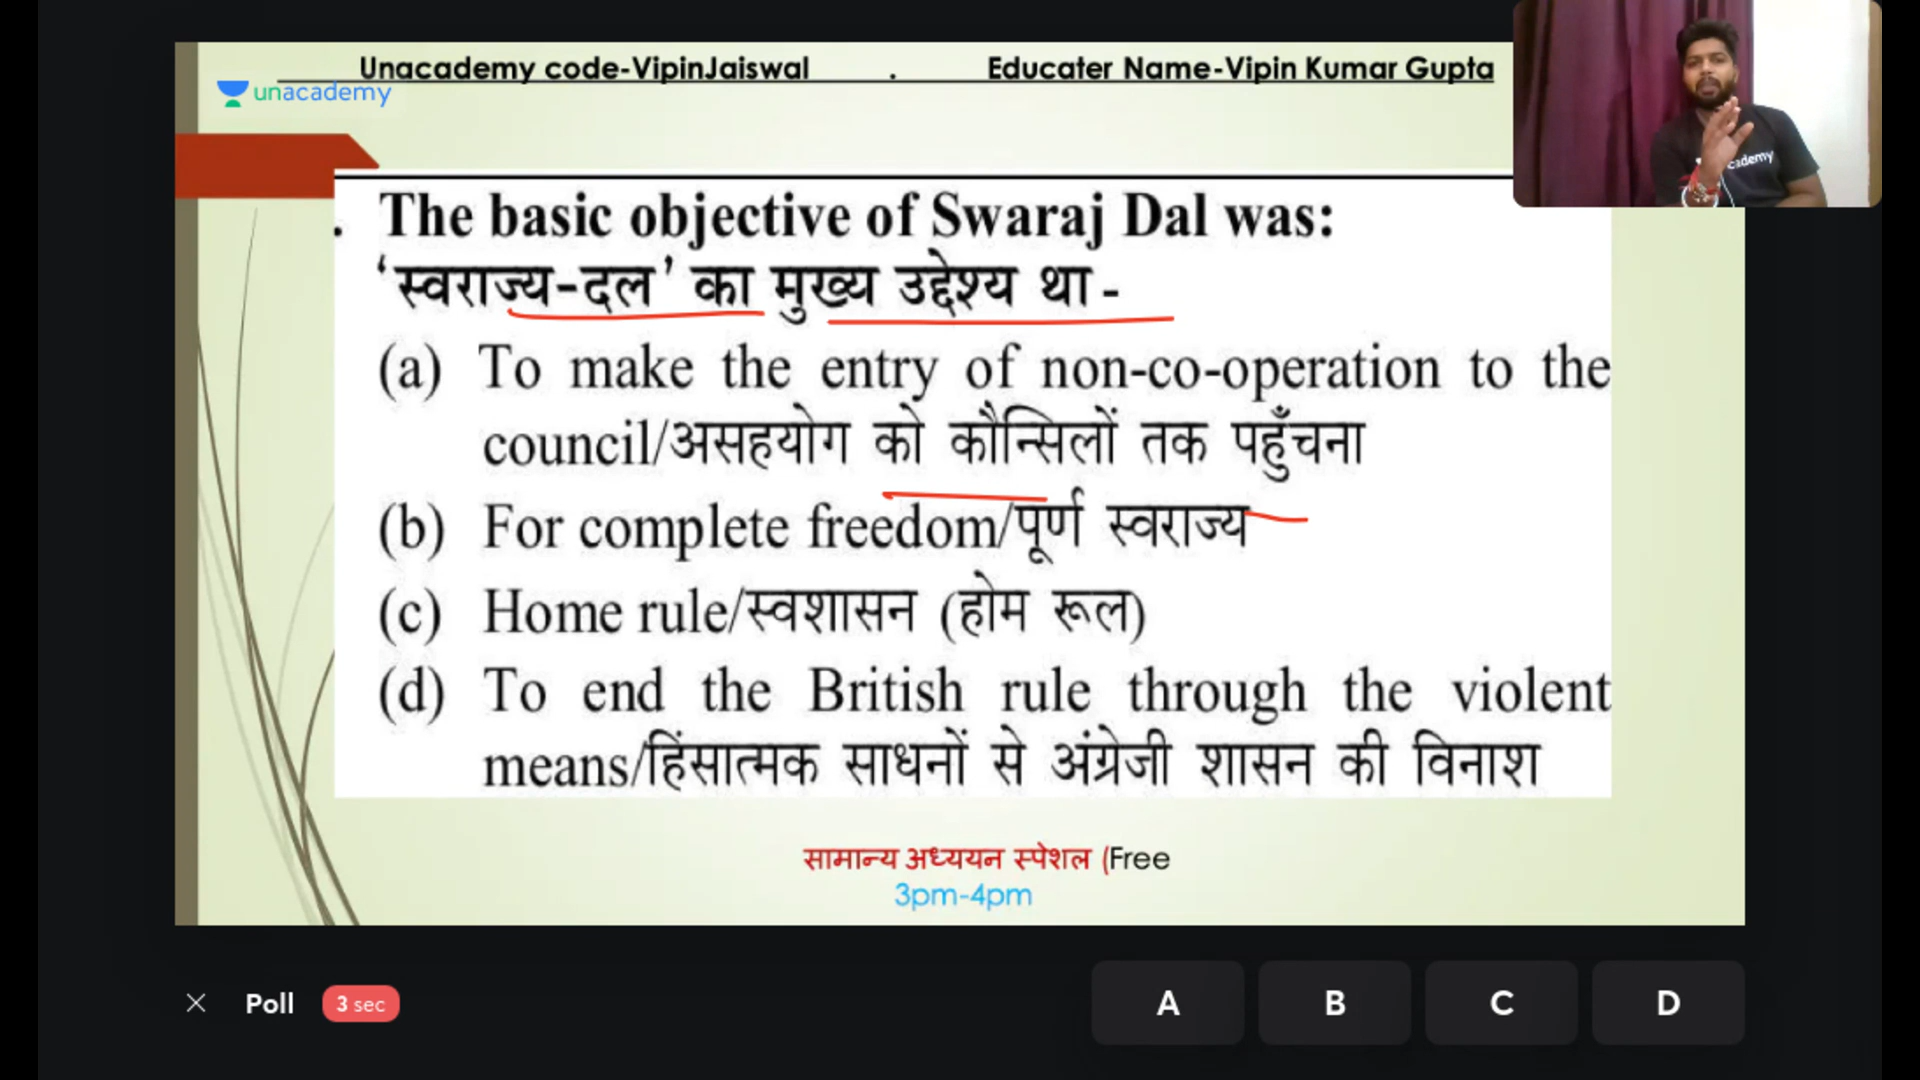 Unacademy code-VipinJaiswal . Educater Name-Vipin Kumar Gupta
unacademy
ademy
. The basic objective of Swaraj Dal was:
‘स्वराज्य-दल’ का मुख्य उद्देश्य था -
(a) To make the entry of non-co-operation to the
council/असहयोग को कौन्सिलों तक पहुँचना
(b) For complete freedom/पूर्ण स्वराज्य
(c) Home rule/स्वशासन (होम रूल)
(d) To end the British rule through the violent
means/हिंसात्मक साधनों से अंग्रेजी शासन की विनाश
सामान्य अध्ययन स्पेशल (Free
3pm-4pm
Poll 3 sec A B C D